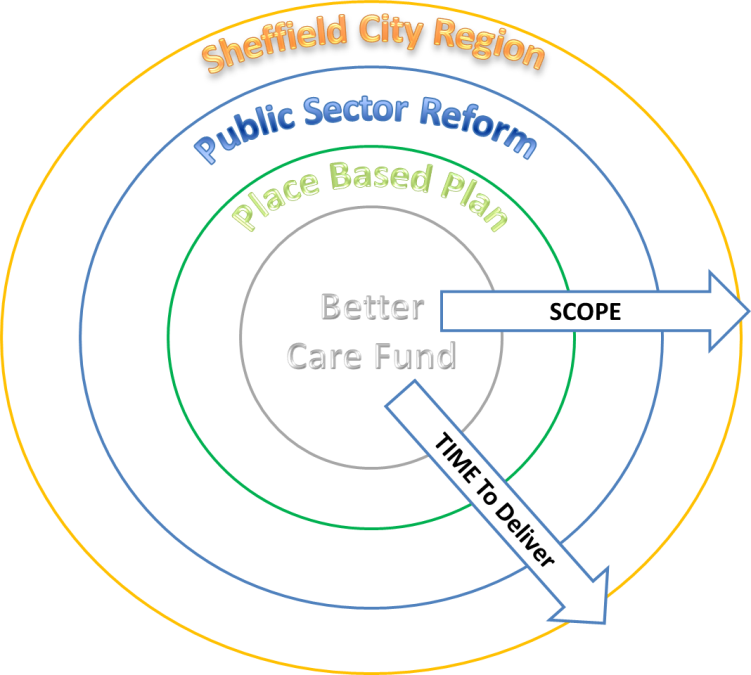 Sheffield City Region
Public Sector Reform
Place Based Plan
Better
Care Fund
SCOPE
TIME To Deliver